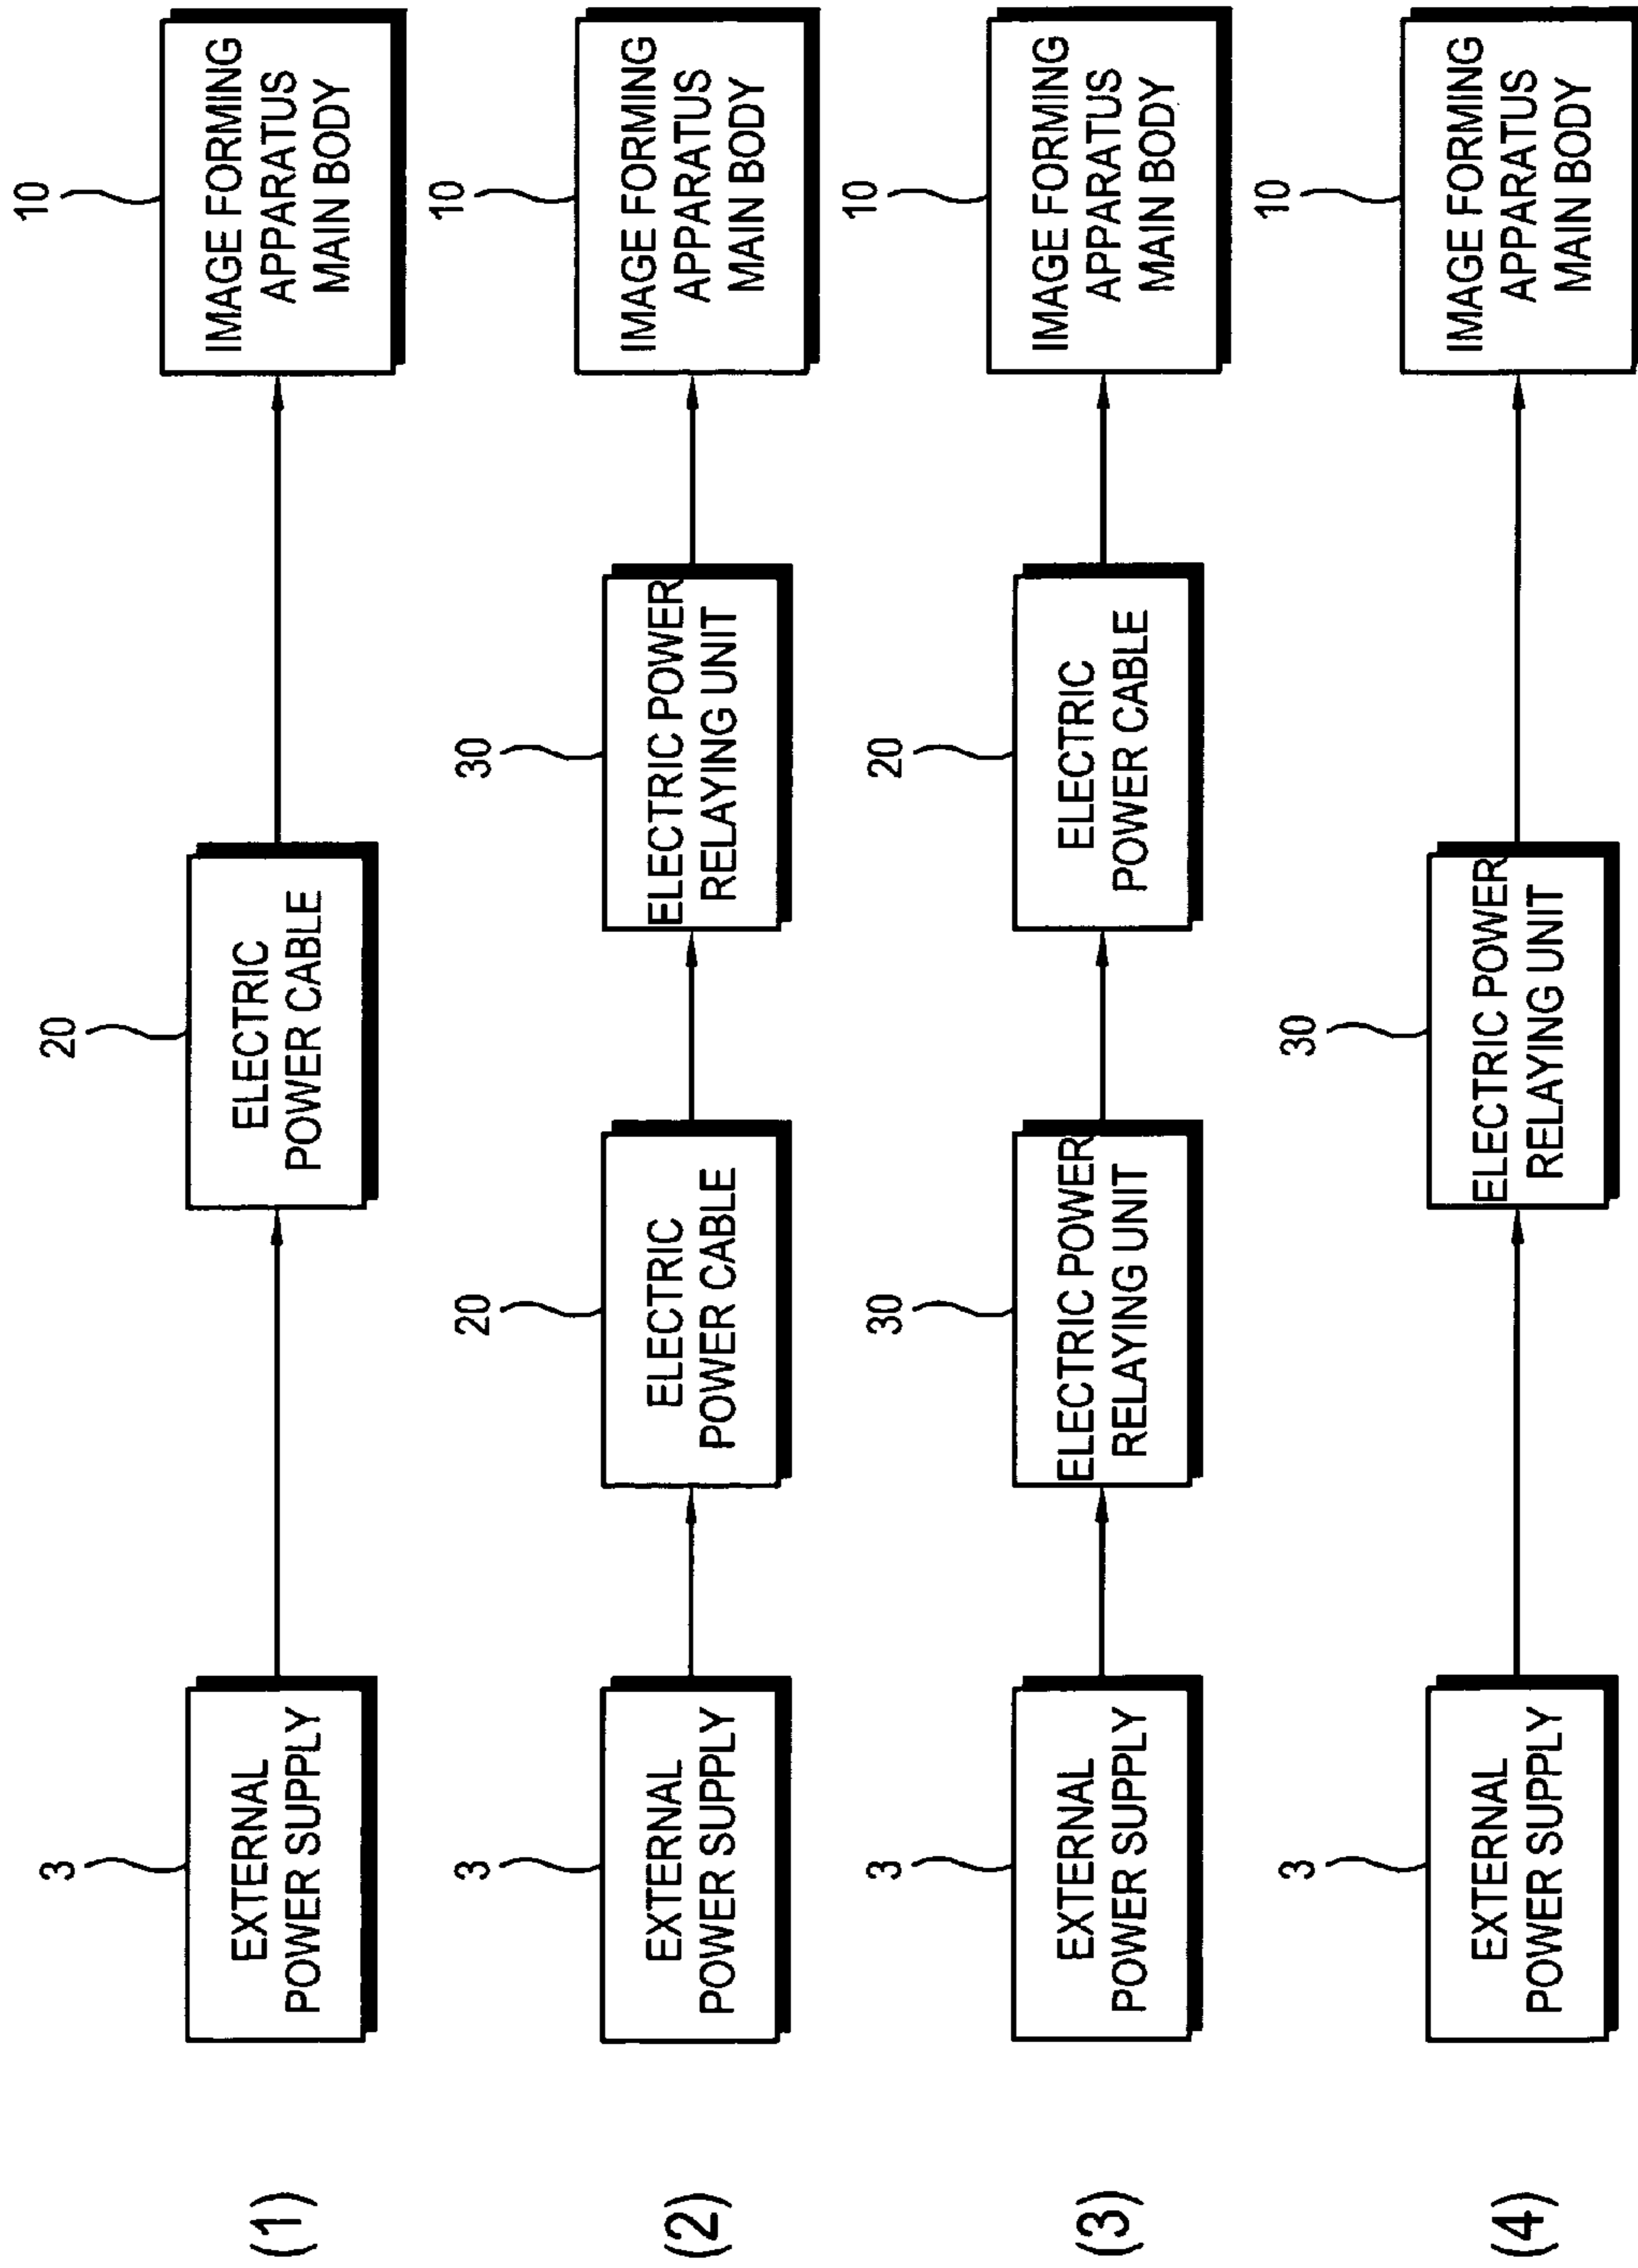 (1)
3
EXTERNAL
POWER SUPPLY
20
ELECTRIC
POWER CABLE
10
IMAGE FORMING
APPARATUS
MAIN BODY
(2)
3
EXTERNAL
POWER SUPPLY
20
ELECTRIC
POWER CABLE
30
ELECTRIC POWER
RELAYING UNIT
10
IMAGE FORMING
APPARATUS
MAIN BODY
(3)
3
EXTERNAL
POWER SUPPLY
30
ELECTRIC POWER
RELAYING UNIT
20
ELECTRIC
POWER CABLE
10
IMAGE FORMING
APPARATUS
MAIN BODY
(4)
3
EXTERNAL
POWER SUPPLY
30
ELECTRIC POWER
RELAYING UNIT
10
IMAGE FORMING
APPARATUS
MAIN BODY